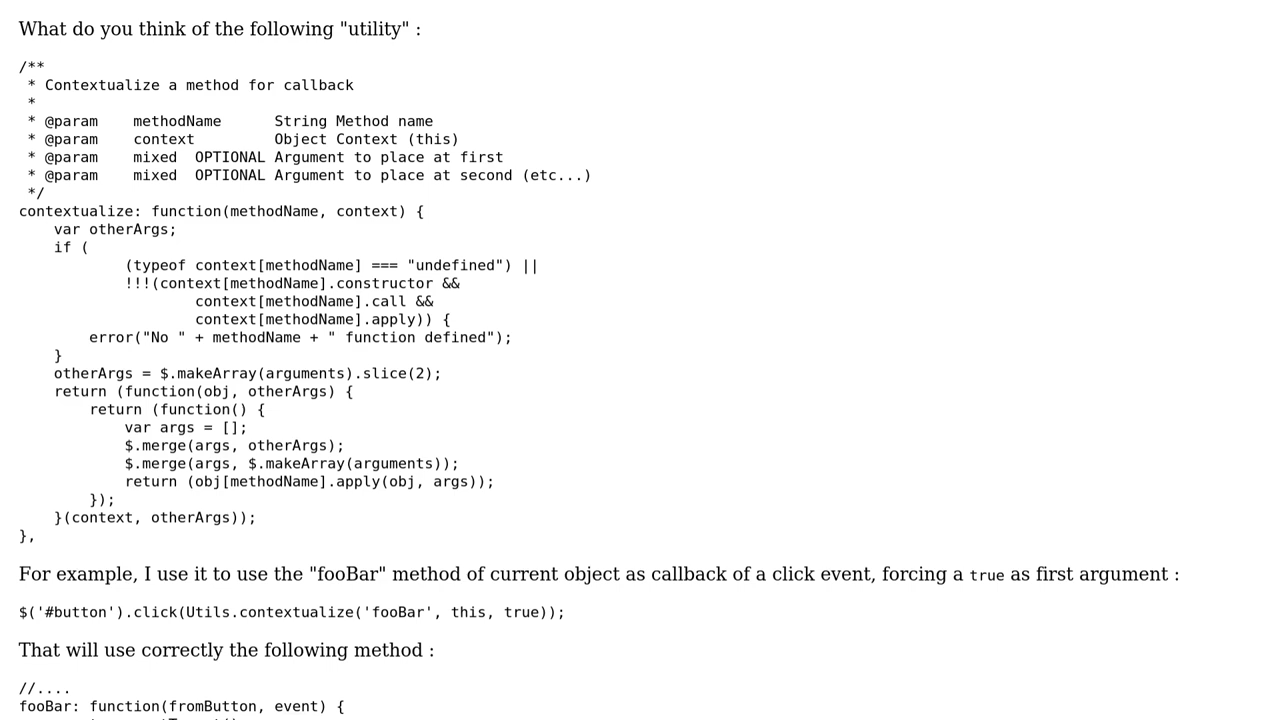 What do you think of the following "utility" :
/**
 * Contextualize a method for callback
 *
 * @param    methodName      String Method name
 * @param    context         Object Context (this)
 * @param    mixed  OPTIONAL Argument to place at first
 * @param    mixed  OPTIONAL Argument to place at second (etc...)
 */
contextualize: function(methodName, context) {
    var otherArgs;
    if (
            (typeof context[methodName] === "undefined") ||
            !!!(context[methodName].constructor &&
                    context[methodName].call &&
                    context[methodName].apply)) {
        error("No " + methodName + " function defined");
    }
    otherArgs = $.makeArray(arguments).slice(2);
    return (function(obj, otherArgs) {
        return (function() {
            var args = [];
            $.merge(args, otherArgs);
            $.merge(args, $.makeArray(arguments));
            return (obj[methodName].apply(obj, args));
        });
    }(context, otherArgs));
},
For example, I use it to use the "fooBar" method of current object as callback of a click event, forcing a true as first argument :
$('#button').click(Utils.contextualize('fooBar', this, true));
That will use correctly the following method :
//....
fooBar: function(fromButton, event) {